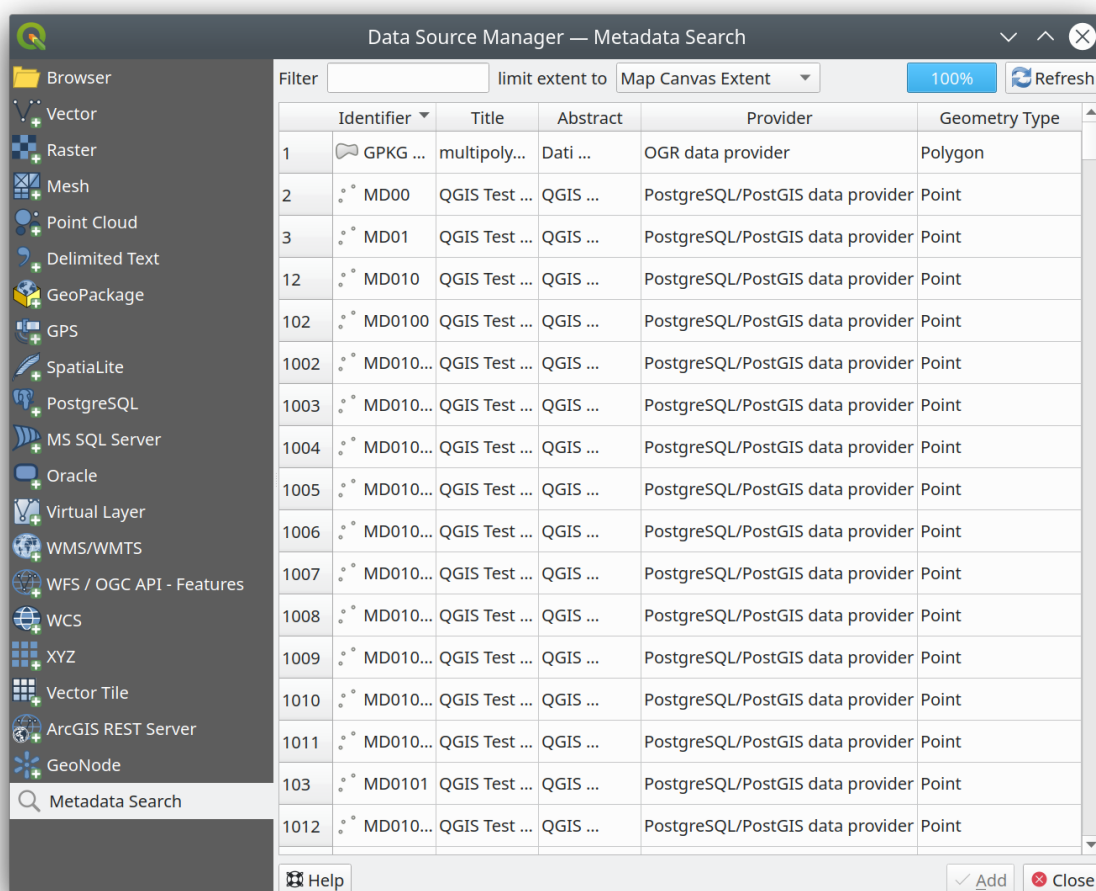 Data Source Manager — Metadata Search
Browser
Vector
Raster
Mesh
Point Cloud
Delimited Text
GeoPackage
GPS
SpatiaLite
PostgreSQL
MS SQL Server
Oracle
Virtual Layer
WMS/WMTS
WFS / OGC API - Features
WCS
XYZ
Vector Tile
ArcGIS REST Server
GeoNode
Metadata Search
Filter limit extent to Map Canvas Extent 100% Refresh
Identifier Title Abstract Provider Geometry Type
1 GPKG ... multipoly... Dati ... OGR data provider Polygon
2 MD00 QGIS Test ... QGIS ... PostgreSQL/PostGIS data provider Point
3 MD01 QGIS Test ... QGIS ... PostgreSQL/PostGIS data provider Point
12 MD010 QGIS Test ... QGIS ... PostgreSQL/PostGIS data provider Point
102 MD0100 QGIS Test ... QGIS ... PostgreSQL/PostGIS data provider Point
1002 MD010... QGIS Test ... QGIS ... PostgreSQL/PostGIS data provider Point
1003 MD010... QGIS Test ... QGIS ... PostgreSQL/PostGIS data provider Point
1004 MD010... QGIS Test ... QGIS ... PostgreSQL/PostGIS data provider Point
1005 MD010... QGIS Test ... QGIS ... PostgreSQL/PostGIS data provider Point
1006 MD010... QGIS Test ... QGIS ... PostgreSQL/PostGIS data provider Point
1007 MD010... QGIS Test ... QGIS ... PostgreSQL/PostGIS data provider Point
1008 MD010... QGIS Test ... QGIS ... PostgreSQL/PostGIS data provider Point
1009 MD010... QGIS Test ... QGIS ... PostgreSQL/PostGIS data provider Point
1010 MD010... QGIS Test ... QGIS ... PostgreSQL/PostGIS data provider Point
1011 MD010... QGIS Test ... QGIS ... PostgreSQL/PostGIS data provider Point
103 MD0101 QGIS Test ... QGIS ... PostgreSQL/PostGIS data provider Point
1012 MD010... QGIS Test ... QGIS ... PostgreSQL/PostGIS data provider Point
Help Add Close